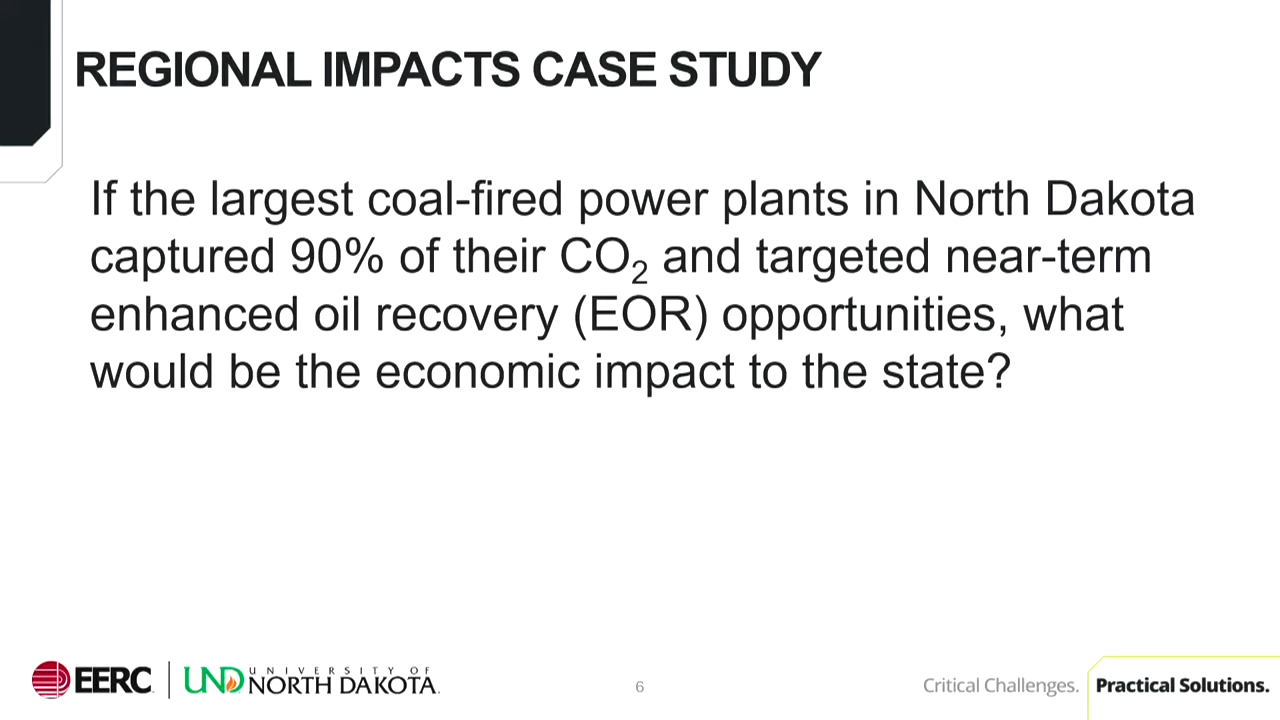 REGIONAL IMPACTS CASE STUDY
If the largest coal-fired power plants in North Dakota
captured 90% of their CO₂ and targeted near-term
enhanced oil recovery (EOR) opportunities, what
would be the economic impact to the state?
EERC
UND UNIVERSITY OF
NORTH DAKOTA
6
Critical Challenges. Practical Solutions.